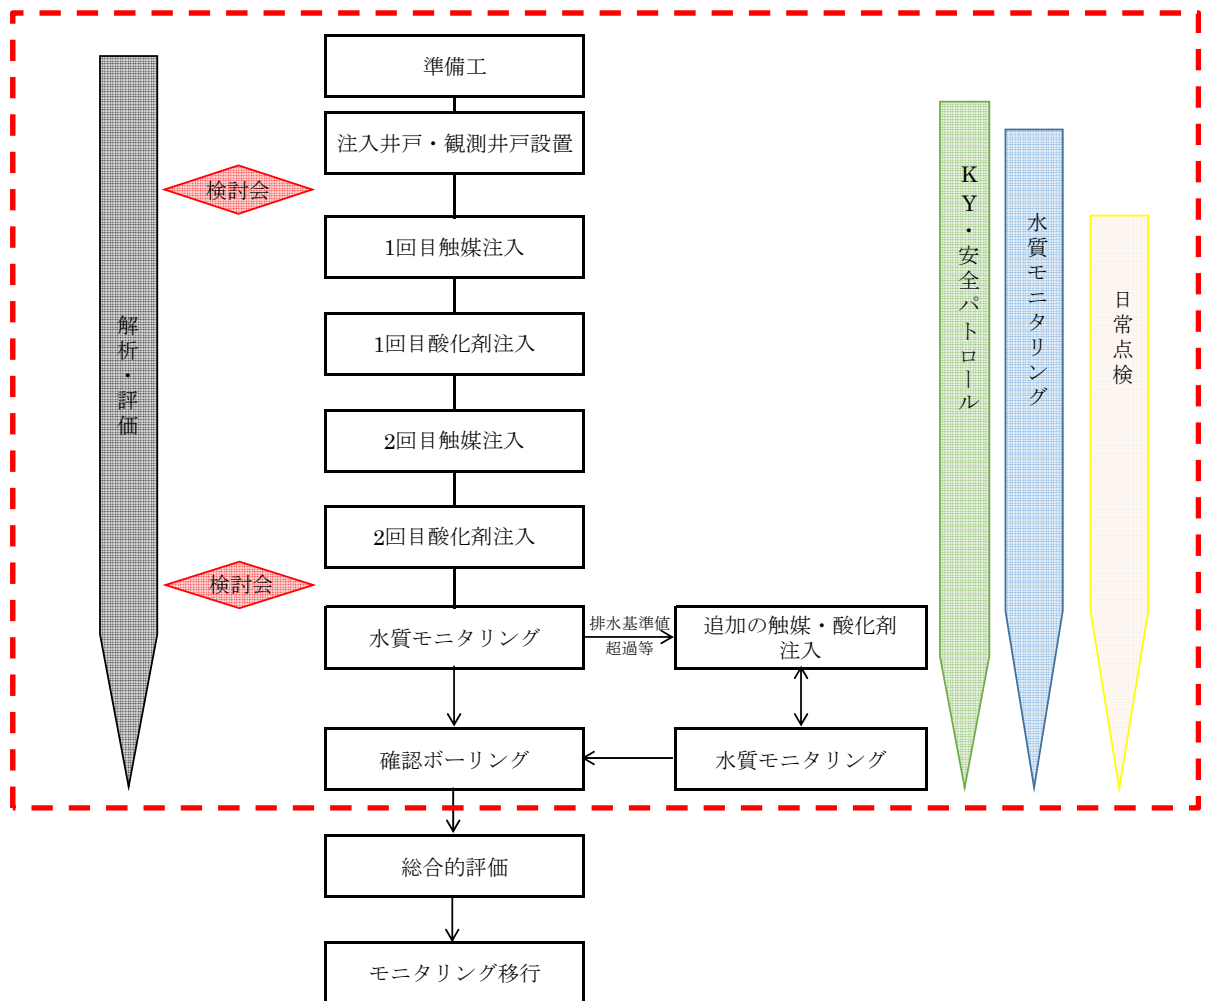 準備工
注入井戸・観測井戸設置
検討会
1回目触媒注入
1回目酸化剤注入
2回目触媒注入
2回目酸化剤注入
検討会
水質モニタリング
排水基準値
超過等
追加の触媒・酸化剤
注入
確認ボーリング
水質モニタリング
総合的評価
モニタリング移行
解析・評価
KY・安全パトロール
水質モニタリング
日常点検